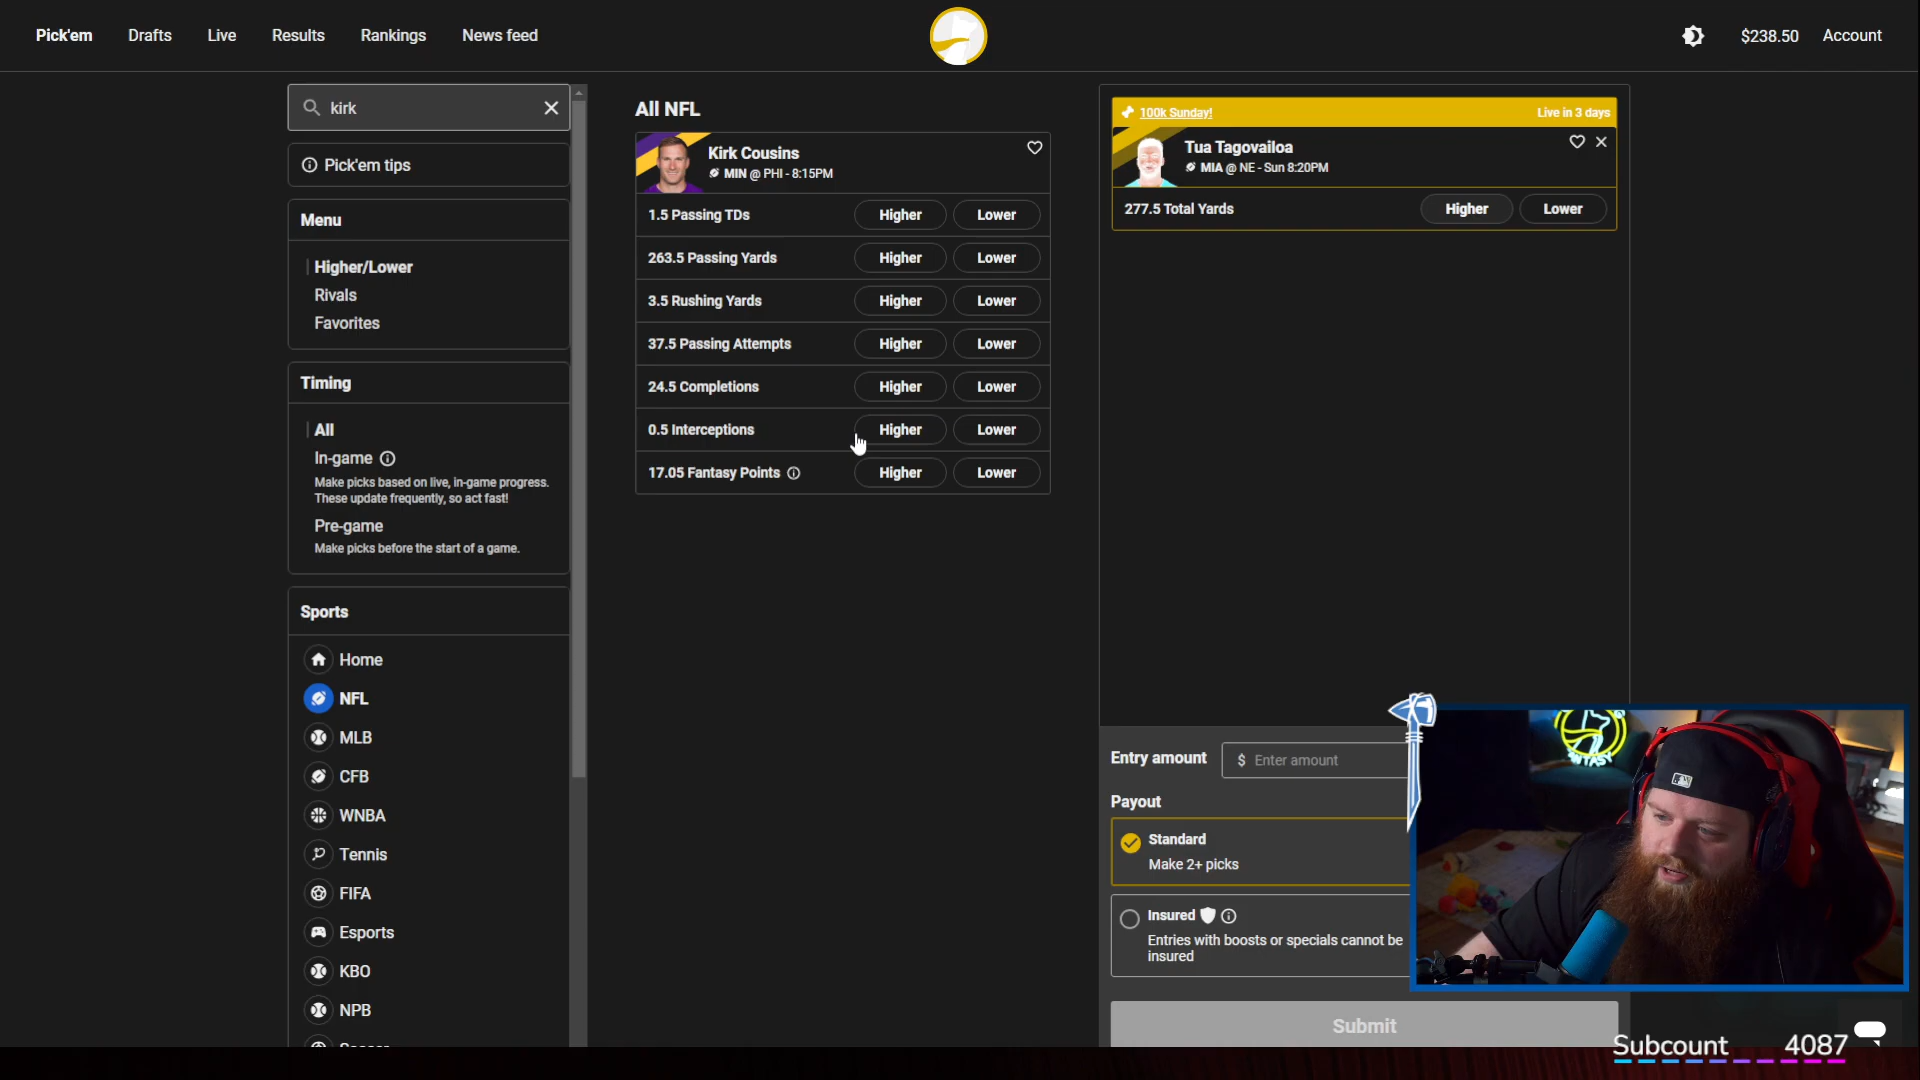 Pick'em
Drafts
Live
Results
Rankings
News feed
$238.50
Account
kirk
Pick'em tips
Menu
Higher/Lower
Rivals
Favorites
Timing
All
In-game
Make picks based on live, in-game progress.
These update frequently, so act fast!
Pre-game
Make picks before the start of a game.
Sports
Home
NFL
MLB
CFB
WNBA
Tennis
FIFA
Esports
KBO
NPB
All NFL
Kirk Cousins
MIN @ PHI - 8:15PM
1.5 Passing TDs Higher Lower
263.5 Passing Yards Higher Lower
3.5 Rushing Yards Higher Lower
37.5 Passing Attempts Higher Lower
24.5 Completions Higher Lower
0.5 Interceptions Higher Lower
17.05 Fantasy Points Higher Lower
100k Sunday! Live in 3 days
Tua Tagovailoa
MIA @ NE - Sun 8:20PM
277.5 Total Yards Higher Lower
Entry amount $ Enter amount
Payout
Standard
Make 2+ picks
Insured
Entries with boosts or specials cannot be
insured
Submit
Subcount 4087